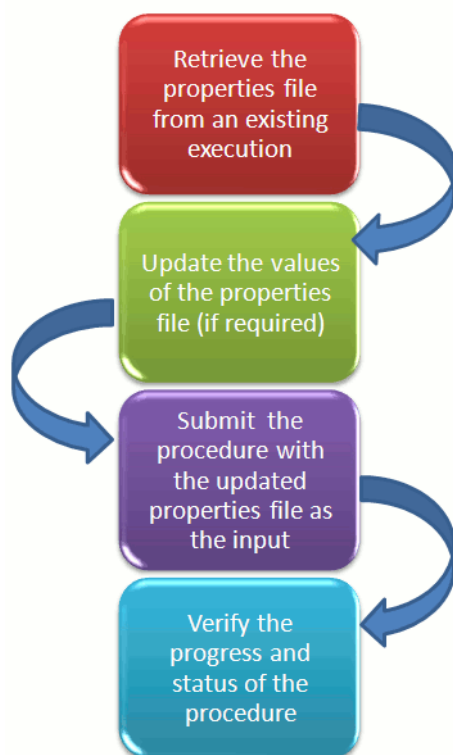 Retrieve the
properties file
from an existing
execution
Update the values
of the properties
file (if required)
Submit the
procedure with
the updated
properties file as
the input
Verify the
progress and
status of the
procedure